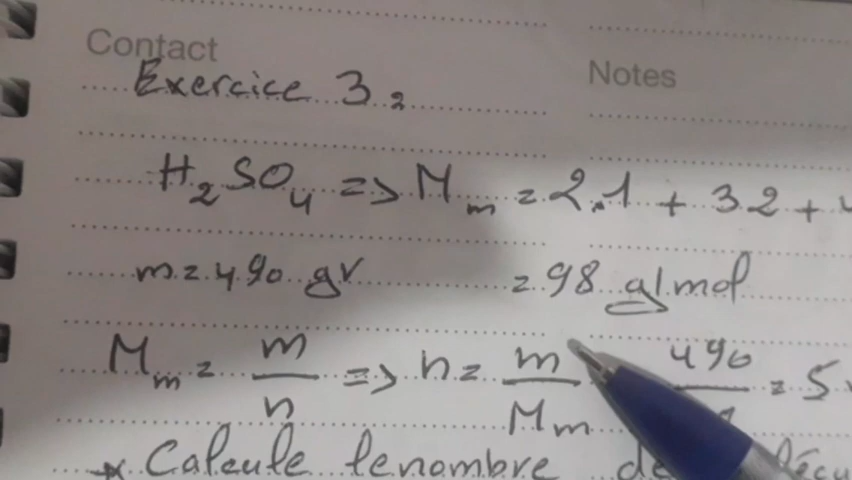 Contact
Notes
Exercice 3 :
H₂SO₄ => Mₘ = 2.1 + 32 +
m = 490 gr = 98 g/mol
Mₘ = m/n => n = m/Mₘ 490 = 5
* Calcule le nombre